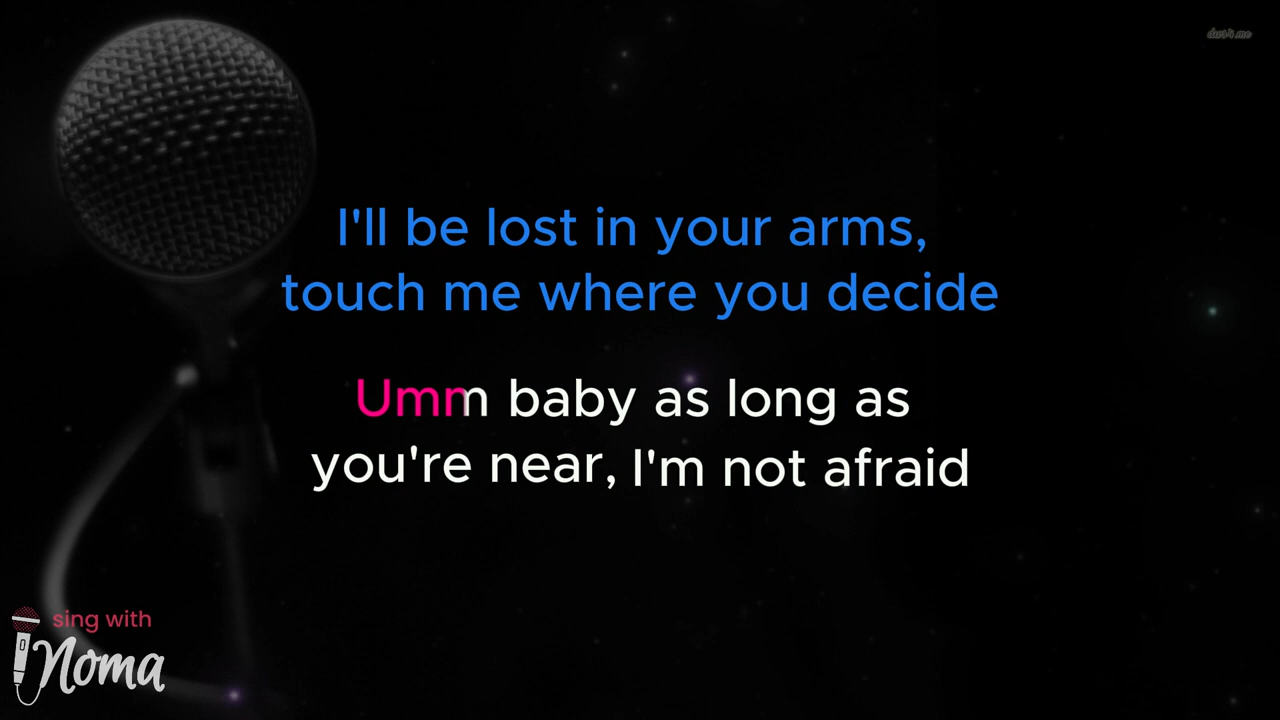 I'll be lost in your arms,
touch me where you decide
Umm baby as long as
you're near, I'm not afraid
sing with
Noma